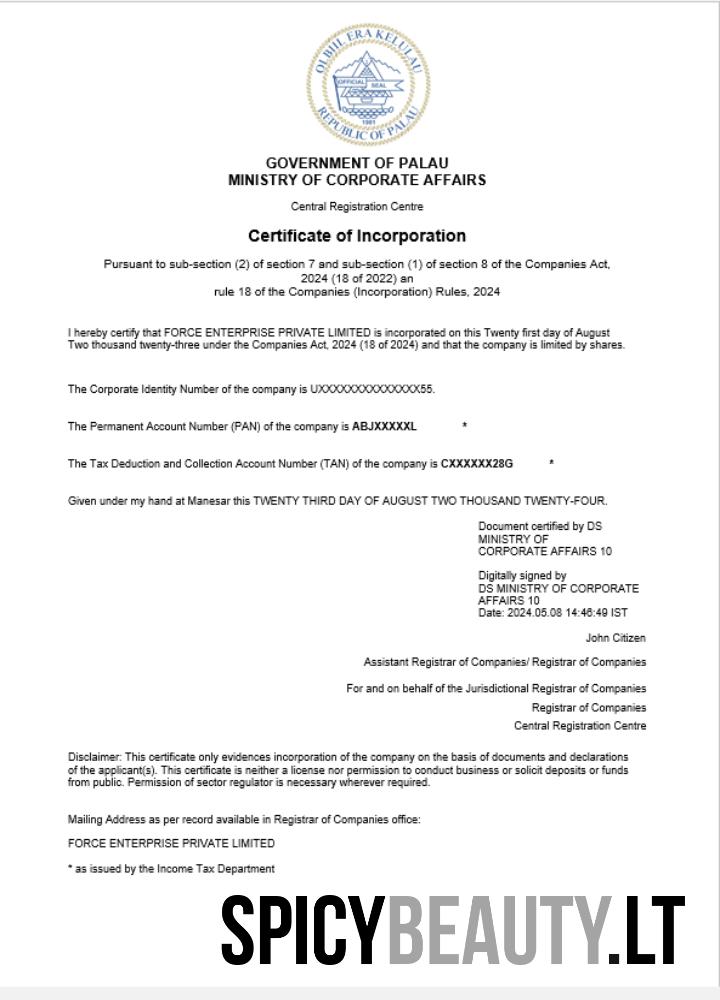 OLBIIL ERA KELULAU
OFFICIAL SEAL
1981
REPUBLIC OF PALAU
GOVERNMENT OF PALAU
MINISTRY OF CORPORATE AFFAIRS
Central Registration Centre
Certificate of Incorporation
Pursuant to sub-section (2) of section 7 and sub-section (1) of section 8 of the Companies Act,
2024 (18 of 2022) an
rule 18 of the Companies (Incorporation) Rules, 2024
I hereby certify that FORCE ENTERPRISE PRIVATE LIMITED is incorporated on this Twenty first day of August
Two thousand twenty-three under the Companies Act, 2024 (18 of 2024) and that the company is limited by shares.
The Corporate Identity Number of the company is UXXXXXXXXXXXXXX55.
The Permanent Account Number (PAN) of the company is ABJXXXXXL *
The Tax Deduction and Collection Account Number (TAN) of the company is CXXXXXX28G *
Given under my hand at Manesar this TWENTY THIRD DAY OF AUGUST TWO THOUSAND TWENTY-FOUR.
Document certified by DS
MINISTRY OF
CORPORATE AFFAIRS 10
Digitally signed by
DS MINISTRY OF CORPORATE
AFFAIRS 10
Date: 2024.05.08 14:46:49 IST
John Citizen
Assistant Registrar of Companies/ Registrar of Companies
For and on behalf of the Jurisdictional Registrar of Companies
Registrar of Companies
Central Registration Centre
Disclaimer: This certificate only evidences incorporation of the company on the basis of documents and declarations
of the applicant(s). This certificate is neither a license nor permission to conduct business or solicit deposits or funds
from public. Permission of sector regulator is necessary wherever required.
Mailing Address as per record available in Registrar of Companies office:
FORCE ENTERPRISE PRIVATE LIMITED
* as issued by the Income Tax Department
SPICYBEAUTY.LT